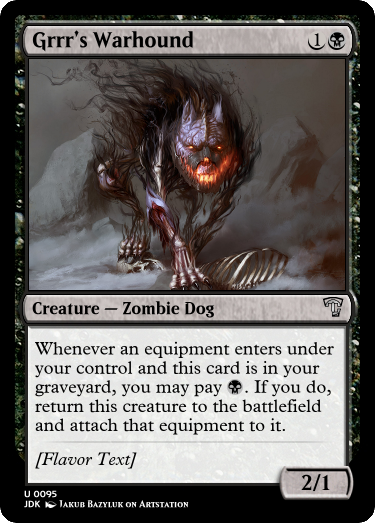 Grrr's Warhound 1
Creature — Zombie Dog
Whenever an equipment enters under
your control and this card is in your
graveyard, you may pay . If you do,
return this creature to the battlefield
and attach that equipment to it.
[Flavor Text]
2/1
U 0095
JDK Jakub Bazyluk on Artstation